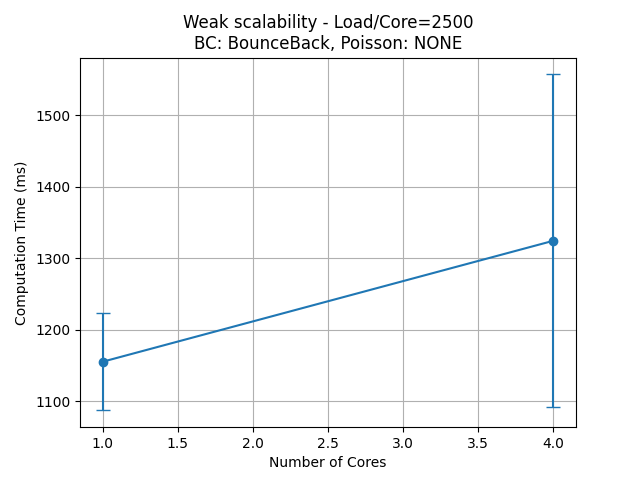 Weak scalability - Load/Core=2500
BC: BounceBack, Poisson: NONE
Computation Time (ms)
1500
1400
1300
1200
1100
1.0 1.5 2.0 2.5 3.0 3.5 4.0
Number of Cores